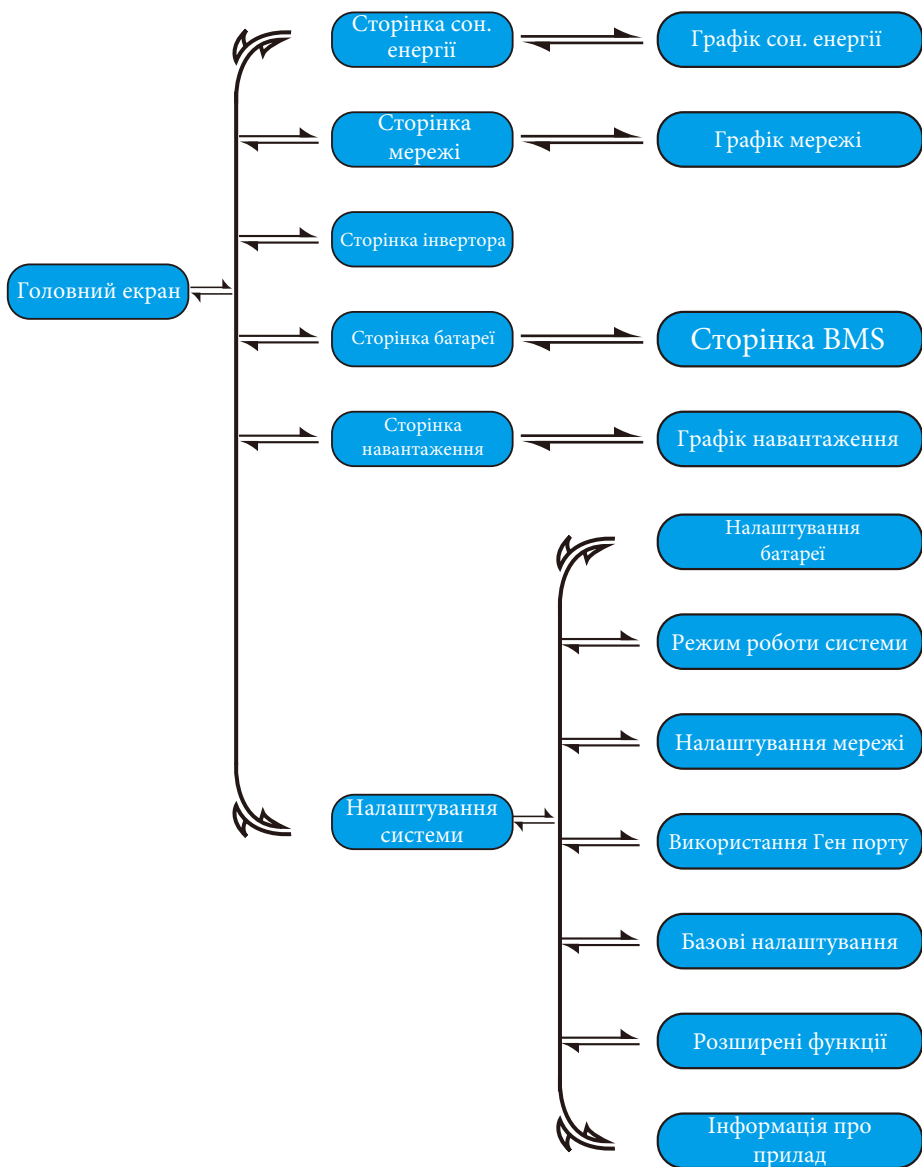 Сторінка сон.
енергії
Графік сон. енергії
Сторінка
мережі
Графік мережі
Сторінка інвертора
Головний екран
Сторінка батареї
Сторінка BMS
Сторінка
навантаження
Графік навантаження
Налаштування
батареї
Режим роботи системи
Налаштування мережі
Налаштування
системи
Використання Ген порту
Базові налаштування
Розширені функції
Інформація про
прилад